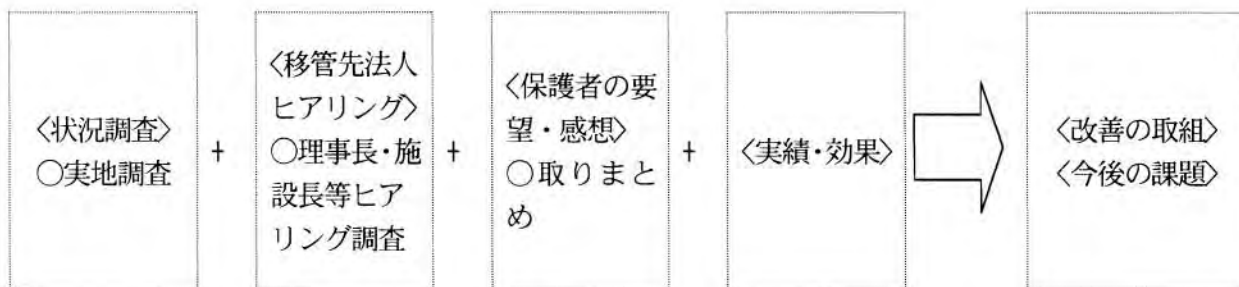 〈状況調査〉
○実地調査
+
〈移管先法人
ヒアリング〉
○理事長・施
設長等ヒア
リング調査
+
〈保護者の要
望・感想〉
○取りまと
め
+
〈実績・効果〉
〈改善の取組〉
〈今後の課題〉